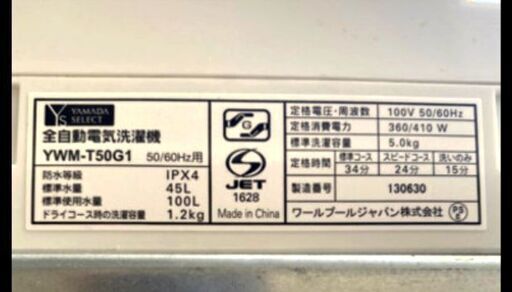 YS YAMADA SELECT
全自動電気洗濯機
YWM-T50G1 50/60Hz用
防水等級 IPX4
標準水量 45L
標準使用水量 100L
ドライコース時の洗濯容量 1.2kg
G
S
JET
1628
Made in China
定格電圧・周波数 100V 50/60Hz
定格消費電力 360/410 W
標準洗濯容量 5.0kg
定格時間 標準コース スピードコース 洗いのみ
34分 24分 15分
製造番号 130630
ワールプールジャパン株式会社 PSE